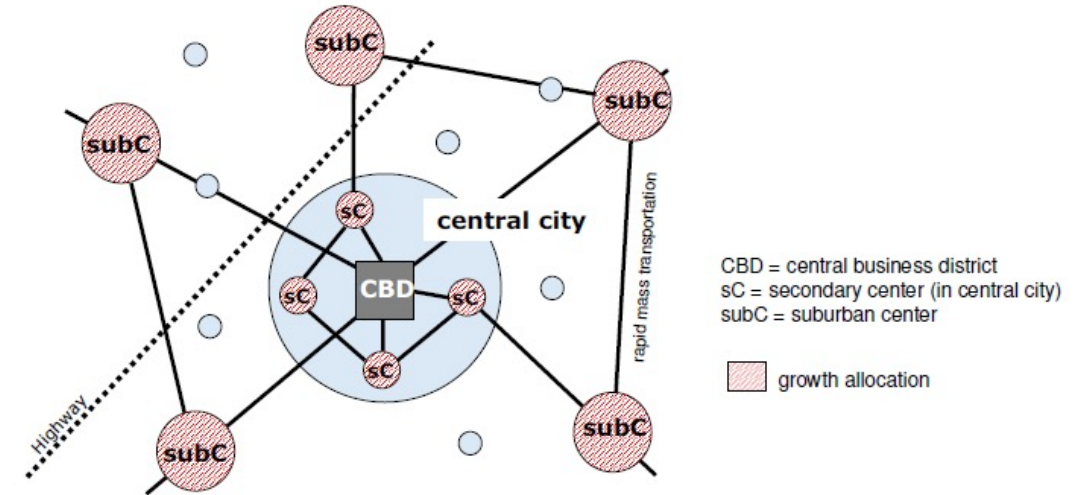 subC
subC
subC
sC
central city
rapid mass transportation
CBD
sC
sC
sC
Highway
subC
subC
CBD = central business district
sC = secondary center (in central city)
subC = suburban center
growth allocation